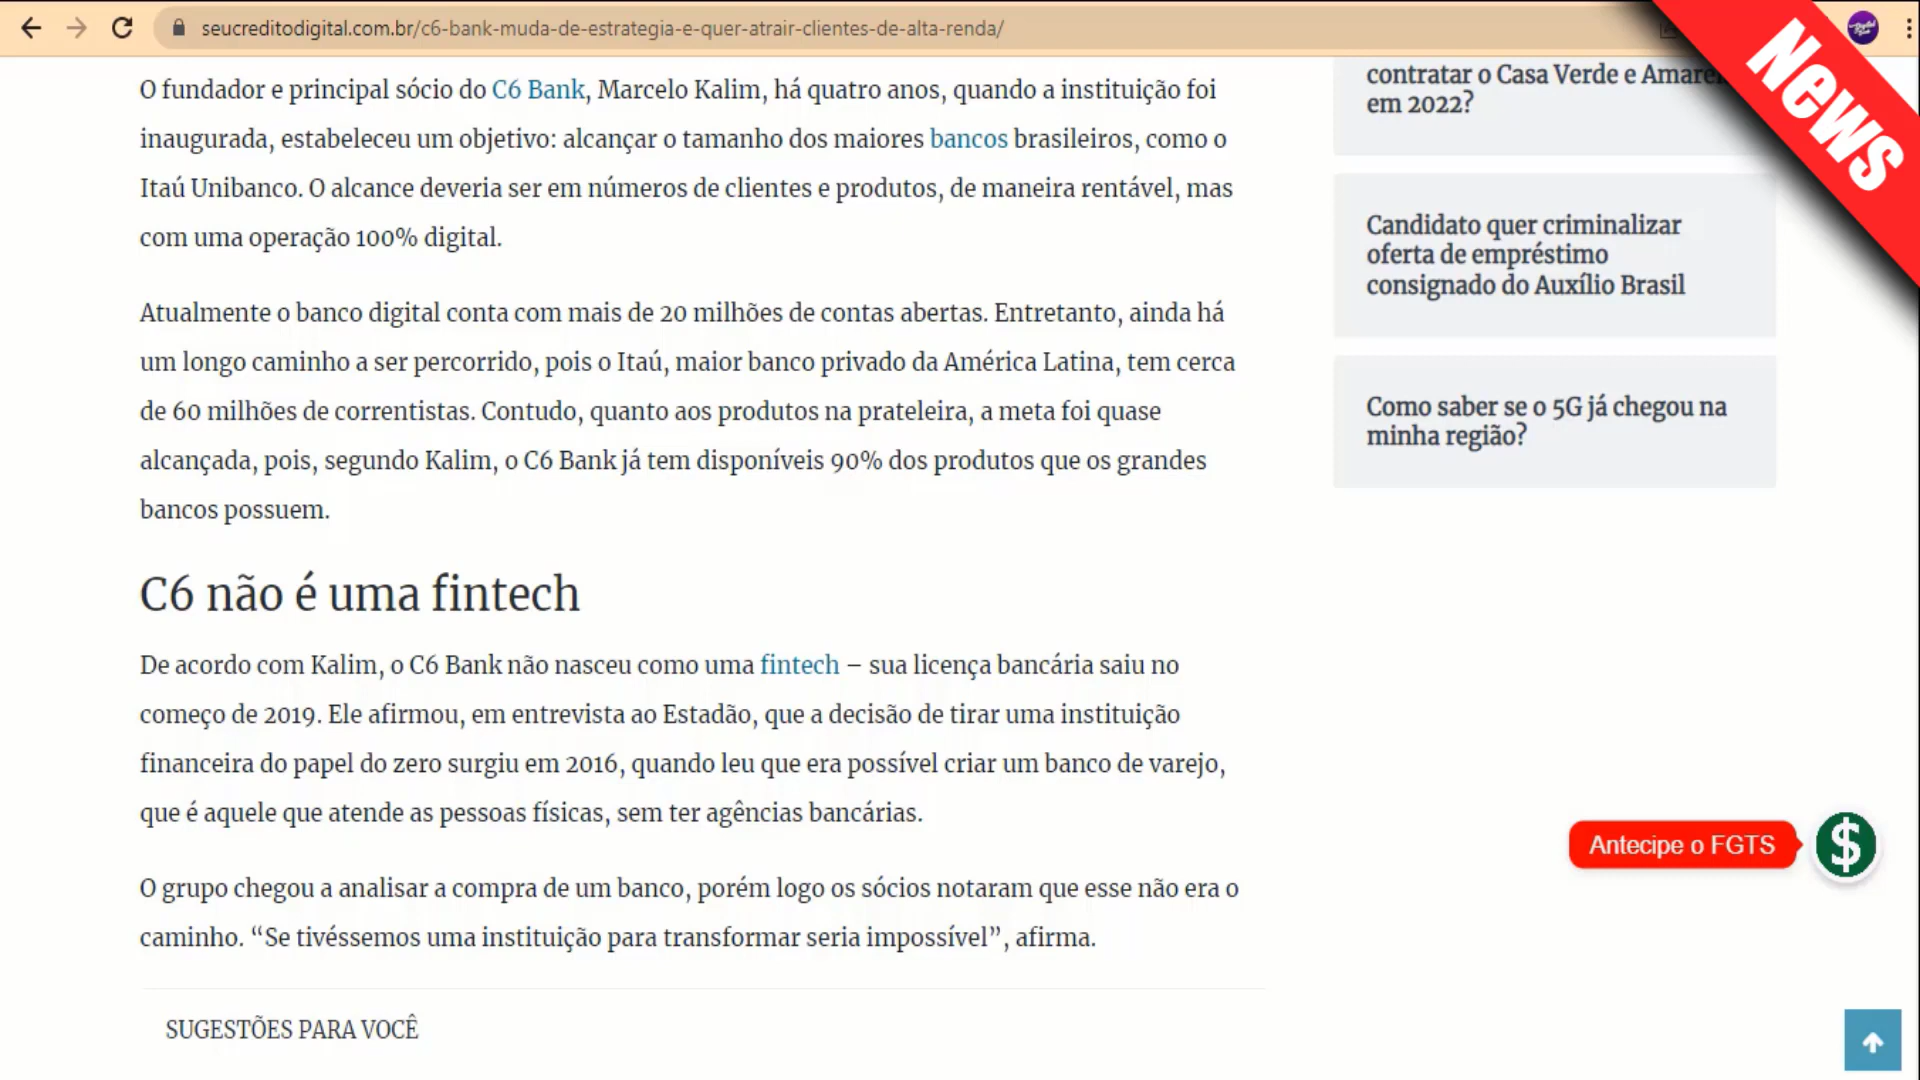 seucreditodigital.com.br/c6-bank-muda-de-estrategia-e-quer-atrair-clientes-de-alta-renda/
News
O fundador e principal sócio do C6 Bank, Marcelo Kalim, há quatro anos, quando a instituição foi
inaugurada, estabeleceu um objetivo: alcançar o tamanho dos maiores bancos brasileiros, como o
Itaú Unibanco. O alcance deveria ser em números de clientes e produtos, de maneira rentável, mas
com uma operação 100% digital.
Atualmente o banco digital conta com mais de 20 milhões de contas abertas. Entretanto, ainda há
um longo caminho a ser percorrido, pois o Itaú, maior banco privado da América Latina, tem cerca
de 60 milhões de correntistas. Contudo, quanto aos produtos na prateleira, a meta foi quase
alcançada, pois, segundo Kalim, o C6 Bank já tem disponíveis 90% dos produtos que os grandes
bancos possuem.
C6 não é uma fintech
De acordo com Kalim, o C6 Bank não nasceu como uma fintech – sua licença bancária saiu no
começo de 2019. Ele afirmou, em entrevista ao Estadão, que a decisão de tirar uma instituição
financeira do papel do zero surgiu em 2016, quando leu que era possível criar um banco de varejo,
que é aquele que atende as pessoas físicas, sem ter agências bancárias.
O grupo chegou a analisar a compra de um banco, porém logo os sócios notaram que esse não era o
caminho. “Se tivéssemos uma instituição para transformar seria impossível”, afirma.
SUGESTÕES PARA VOCÊ
contratar o Casa Verde e
em 2022?
Candidato quer criminalizar
oferta de empréstimo
consignado do Auxílio Brasil
Como saber se o 5G já chegou na
minha região?
Antecipe o FGTS
$